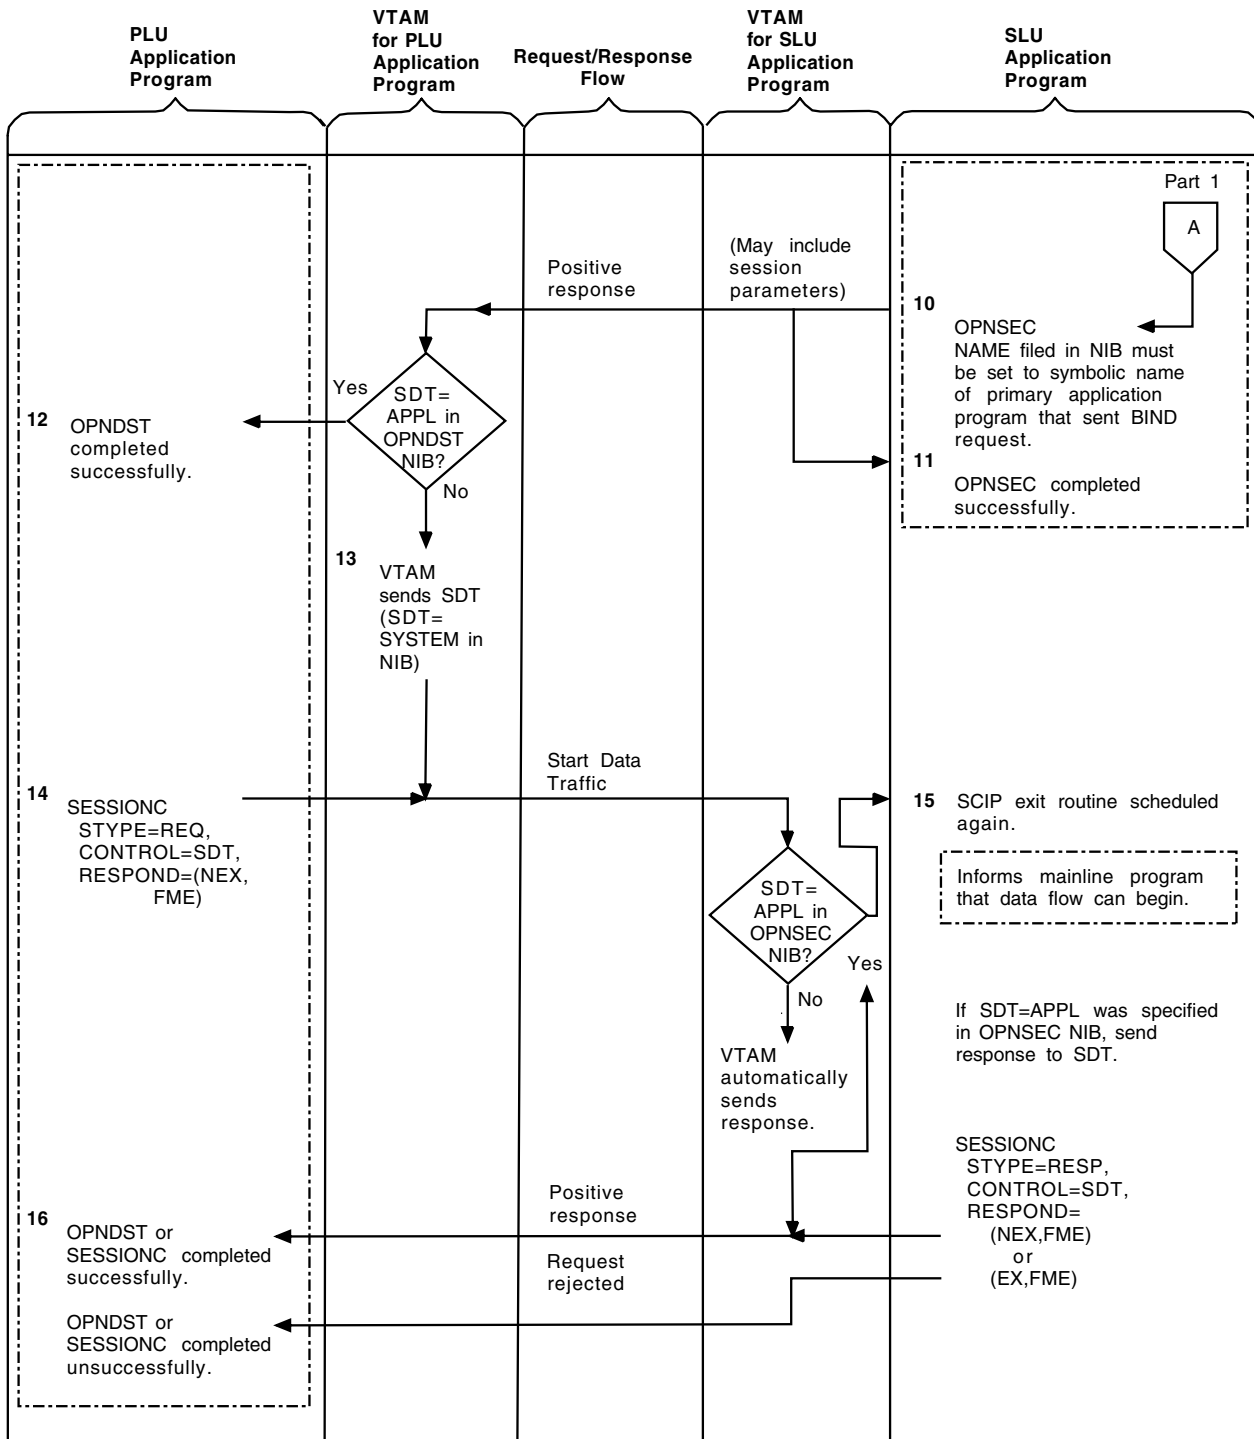 PLU
Application
Program
VTAM
for PLU
Application
Program
Request/Response
Flow
VTAM
for SLU
Application
Program
SLU
Application
Program
Part 1
A
(May include
session
parameters)
Positive
response
10
OPNSEC
NAME filed in NIB must
be set to symbolic name
of primary application
program that sent BIND
request.
Yes
SDT=
APPL in
OPNDST
NIB?
No
12
OPNDST
completed
successfully.
11
OPNSEC completed
successfully.
13
VTAM
sends SDT
(SDT=
SYSTEM in
NIB)
Start Data
Traffic
14
SESSIONC
STYPE=REQ,
CONTROL=SDT,
RESPOND=(NEX,
FME)
15 SCIP exit routine scheduled
again.
Informs mainline program
that data flow can begin.
SDT=
APPL in
OPNSEC
NIB?
Yes
No
VTAM
automatically
sends
response.
If SDT=APPL was specified
in OPNSEC NIB, send
response to SDT.
SESSIONC
STYPE=RESP,
CONTROL=SDT,
RESPOND=
(NEX,FME)
or
(EX,FME)
Positive
response
16
OPNDST or
SESSIONC completed
successfully.
Request
rejected
OPNDST or
SESSIONC completed
unsuccessfully.